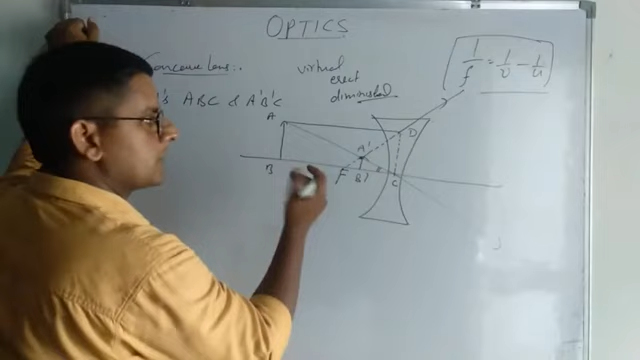 OPTICS
Concave Lens:.
virtual
erect
diminished
1/f = 1/v - 1/u
ABC & A'B'C
A
D
A'
B
F
B'
C